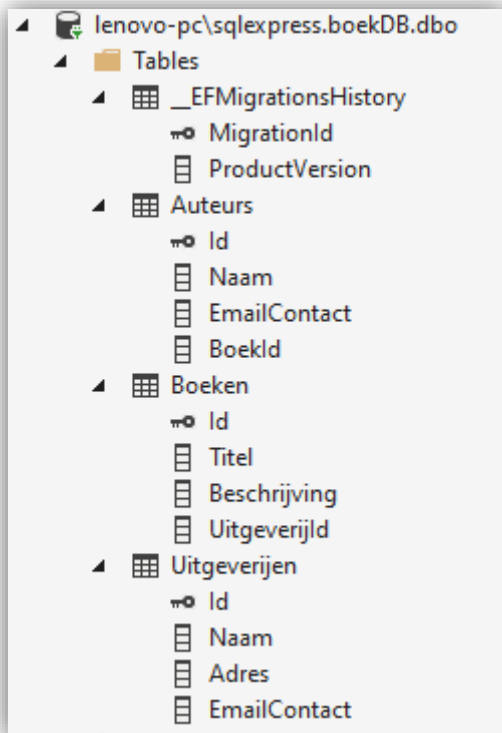 lenovo-pc\sqlexpress.boekDB.dbo
Tables
__EFMigrationsHistory
MigrationId
ProductVersion
Auteurs
Id
Naam
EmailContact
BoekId
Boeken
Id
Titel
Beschrijving
UitgeverijId
Uitgeverijen
Id
Naam
Adres
EmailContact